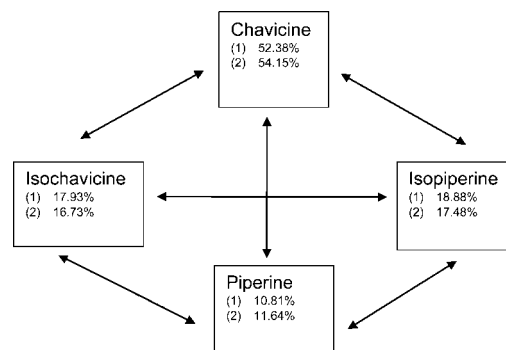 Chavicine
(1) 52.38%
(2) 54.15%
Isochavicine
(1) 17.93%
(2) 16.73%
Isopiperine
(1) 18.88%
(2) 17.48%
Piperine
(1) 10.81%
(2) 11.64%